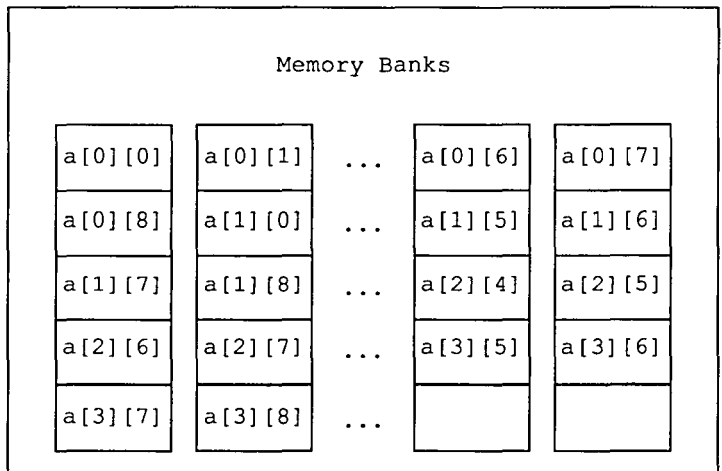 Memory Banks
a[0][0] a[0][1] ... a[0][6] a[0][7]
a[0][8] a[1][0] ... a[1][5] a[1][6]
a[1][7] a[1][8] ... a[2][4] a[2][5]
a[2][6] a[2][7] ... a[3][5] a[3][6]
a[3][7] a[3][8] ...